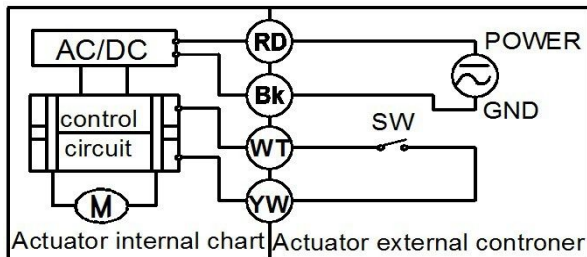 AC/DC
RD
POWER
Bk
GND
control
circuit
WT
SW
M
YW
Actuator internal chart
Actuator external controner